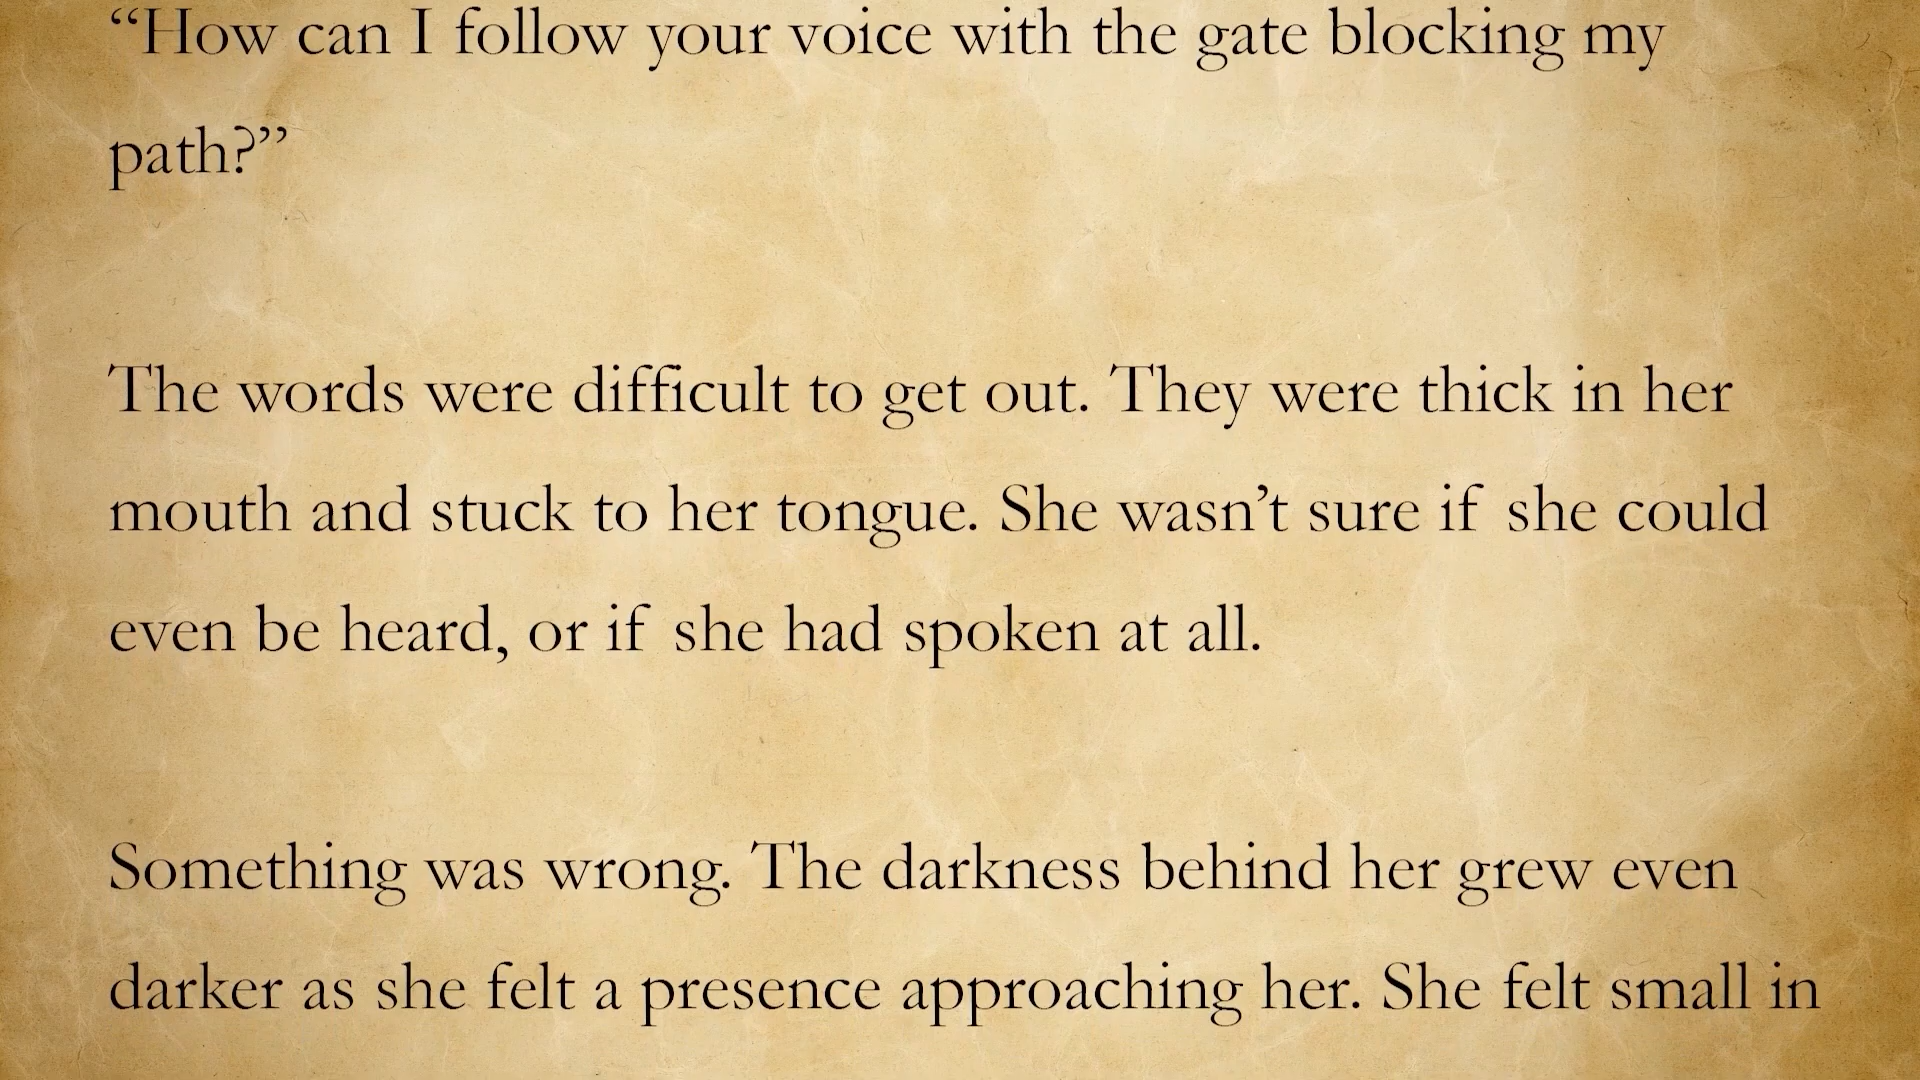 “How can I follow your voice with the gate blocking my
path?”
The words were difficult to get out. They were thick in her
mouth and stuck to her tongue. She wasn’t sure if she could
even be heard, or if she had spoken at all.
Something was wrong. The darkness behind her grew even
darker as she felt a presence approaching her. She felt small in